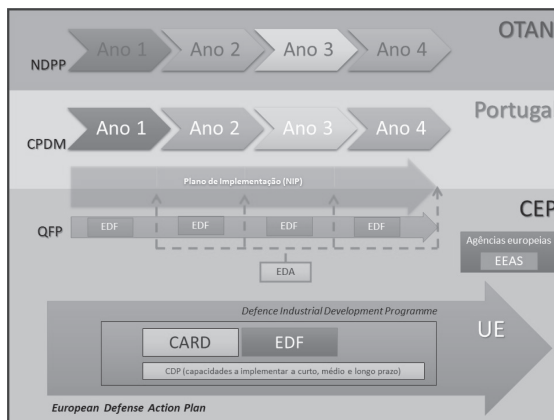 OTAN
NDPP
Ano 1
Ano 2
Ano 3
Ano 4
Portuga
CPDM
Ano 1
Ano 2
Ano 3
Ano 4
Plano de Implementação (NIP)
CEP
QFP
EDF
EDF
EDF
EDF
Agências europeias
EEAS
EDA
Defence Industrial Development Programme
UE
CARD
EDF
CDP (capacidades a implementar a curto, médio e longo prazo)
European Defense Action Plan